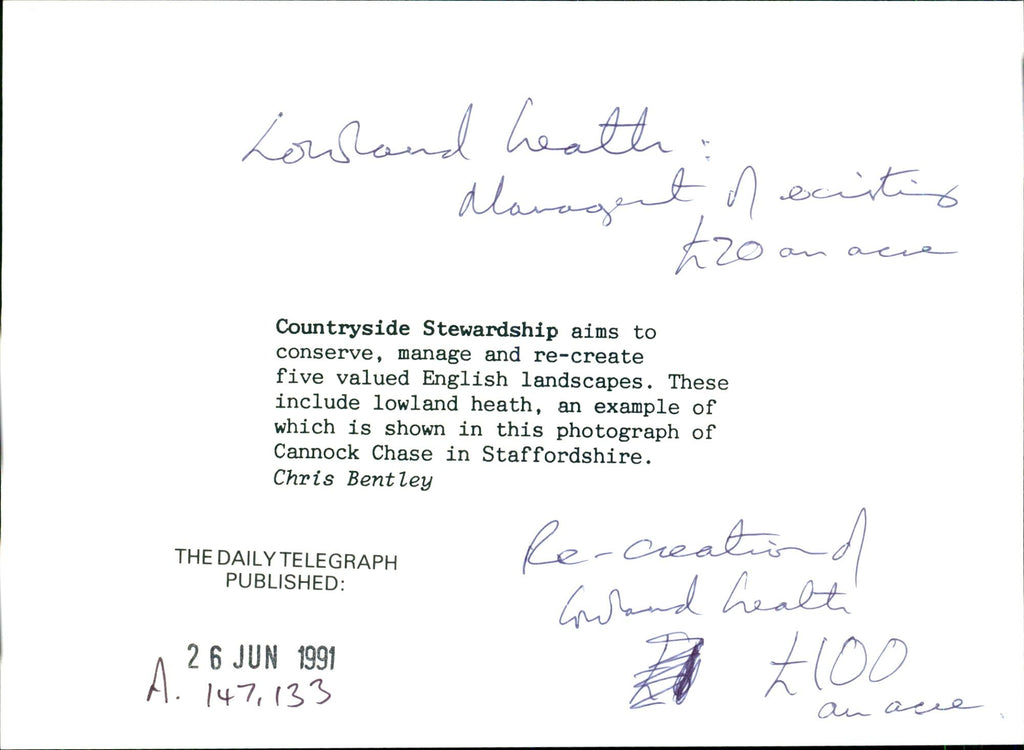 Lowland heath :
Managent of existing
£20 an acre
Countryside Stewardship aims to
conserve, manage and re-create
five valued English landscapes. These
include lowland heath, an example of
which is shown in this photograph of
Cannock Chase in Staffordshire.
Chris Bentley
Re-creation of
lowland heath
£100
an acre
THE DAILY TELEGRAPH
PUBLISHED:
26 JUN 1991
A. 147,133